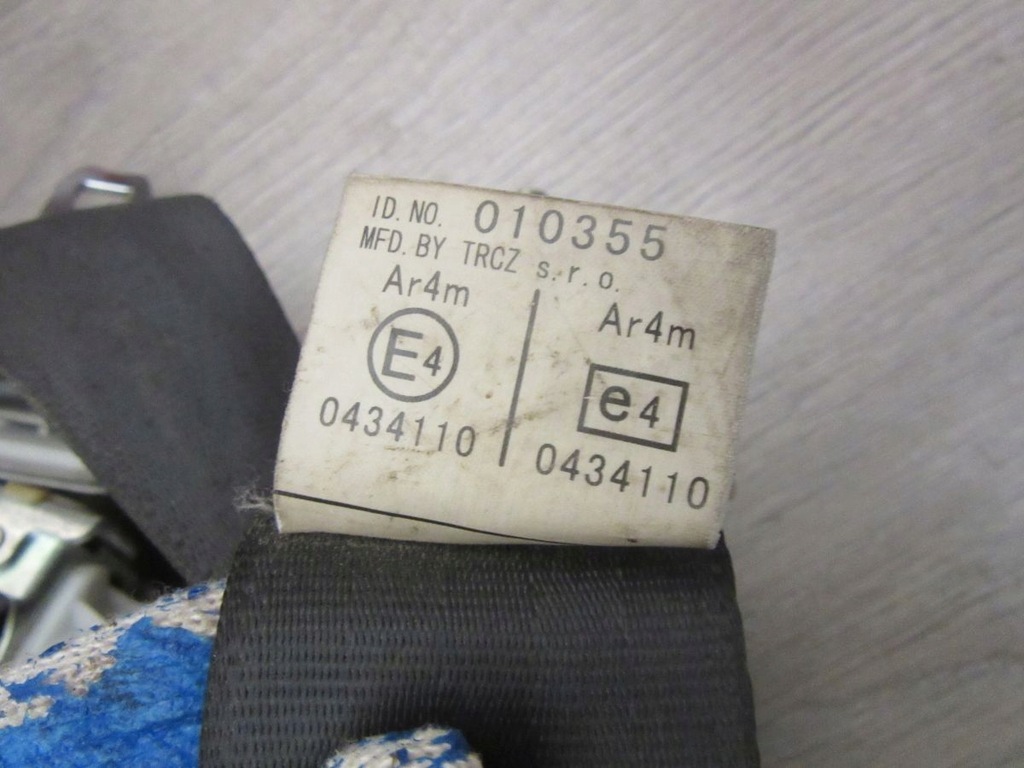 ID. NO. 010355
MFD. BY TRCZ s.r.o.
Ar4m
E4
0434110
Ar4m
e4
0434110